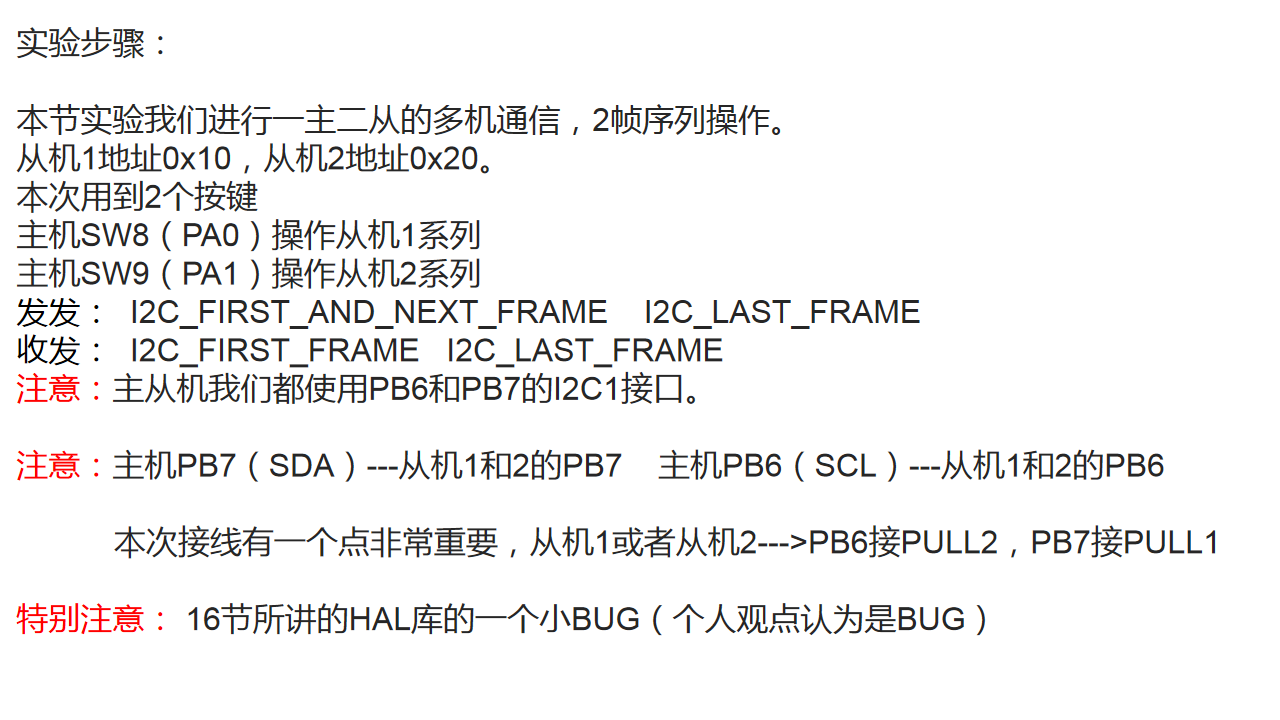 实验步骤：
本节实验我们进行一主二从的多机通信，2帧序列操作。
从机1地址0x10，从机2地址0x20。
本次用到2个按键
主机SW8（PA0）操作从机1系列
主机SW9（PA1）操作从机2系列
发发： I2C_FIRST_AND_NEXT_FRAME I2C_LAST_FRAME
收发： I2C_FIRST_FRAME I2C_LAST_FRAME
注意：主从机我们都使用PB6和PB7的I2C1接口。
注意：主机PB7（SDA）---从机1和2的PB7 主机PB6（SCL）---从机1和2的PB6
本次接线有一个点非常重要，从机1或者从机2--->PB6接PULL2，PB7接PULL1
特别注意： 16节所讲的HAL库的一个小BUG（个人观点认为是BUG）